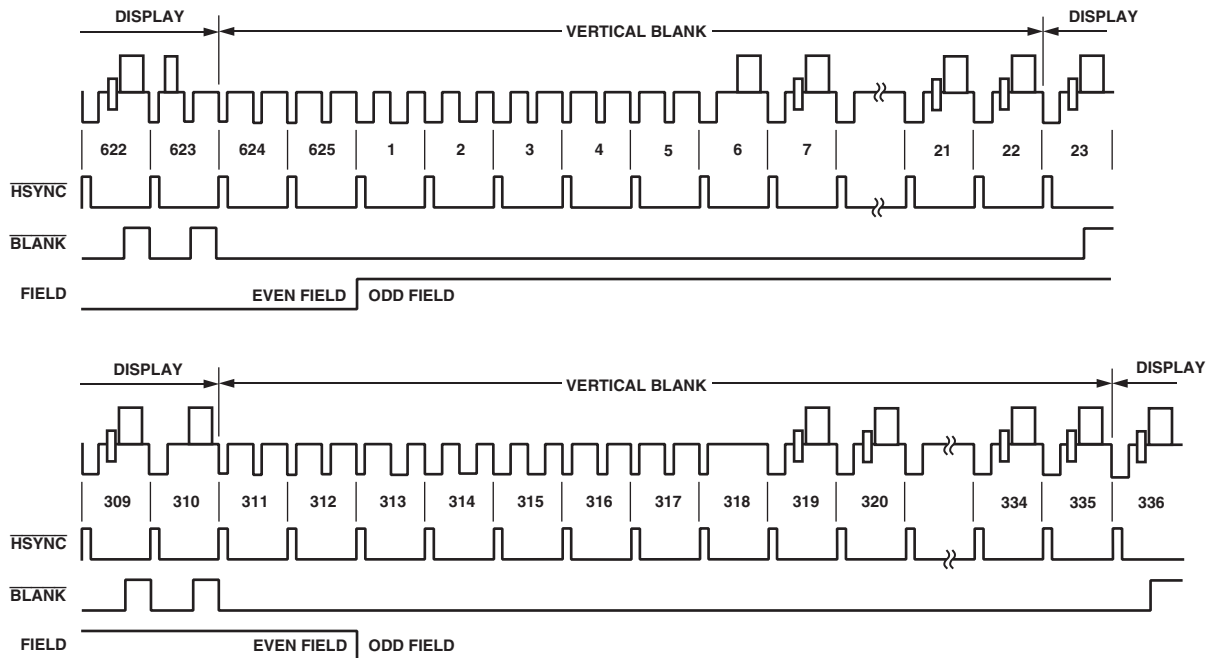 DISPLAY VERTICAL BLANK DISPLAY
622 623 624 625 1 2 3 4 5 6 7 21 22 23
HSYNC
BLANK
FIELD EVEN FIELD ODD FIELD
DISPLAY VERTICAL BLANK DISPLAY
309 310 311 312 313 314 315 316 317 318 319 320 334 335 336
HSYNC
BLANK
FIELD EVEN FIELD ODD FIELD